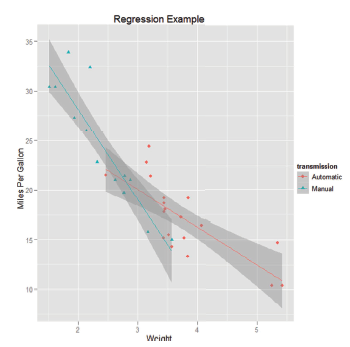 Regression Example
Miles Per Gallon
35
30
25
20
15
10
2
3
4
5
Weight
transmission
Automatic
Manual